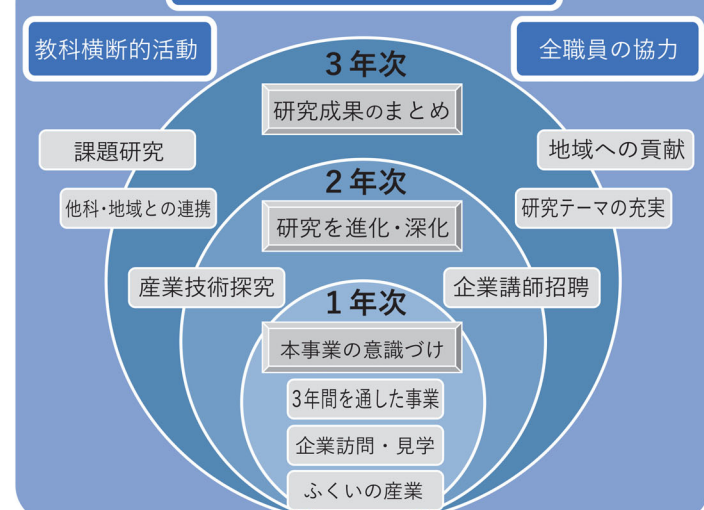 教科横断的活動
全職員の協力
3年次
研究成果のまとめ
課題研究
地域への貢献
2年次
他科・地域との連携
研究テーマの充実
研究を進化・深化
産業技術探究
企業講師招聘
1年次
本事業の意識づけ
3年間を通した事業
企業訪問・見学
ふくいの産業